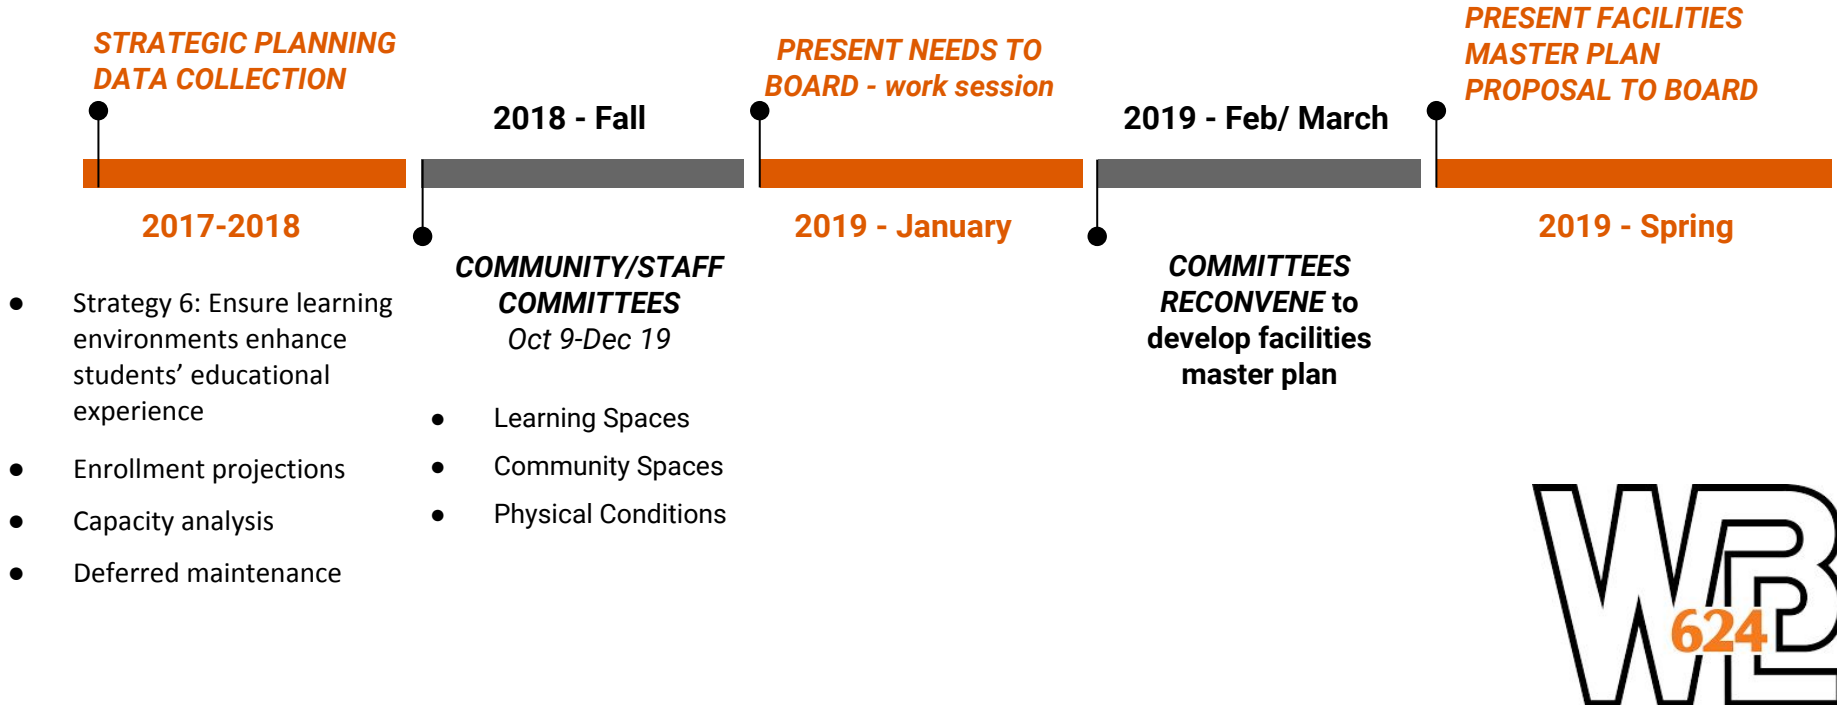 STRATEGIC PLANNING
DATA COLLECTION
2017-2018
● Strategy 6: Ensure learning
environments enhance
students’ educational
experience
● Enrollment projections
● Capacity analysis
● Deferred maintenance
2018 - Fall
COMMUNITY/STAFF
COMMITTEES
Oct 9-Dec 19
● Learning Spaces
● Community Spaces
● Physical Conditions
PRESENT NEEDS TO
BOARD - work session
2019 - January
2019 - Feb/ March
COMMITTEES
RECONVENE to
develop facilities
master plan
PRESENT FACILITIES
MASTER PLAN
PROPOSAL TO BOARD
2019 - Spring
WBL
624